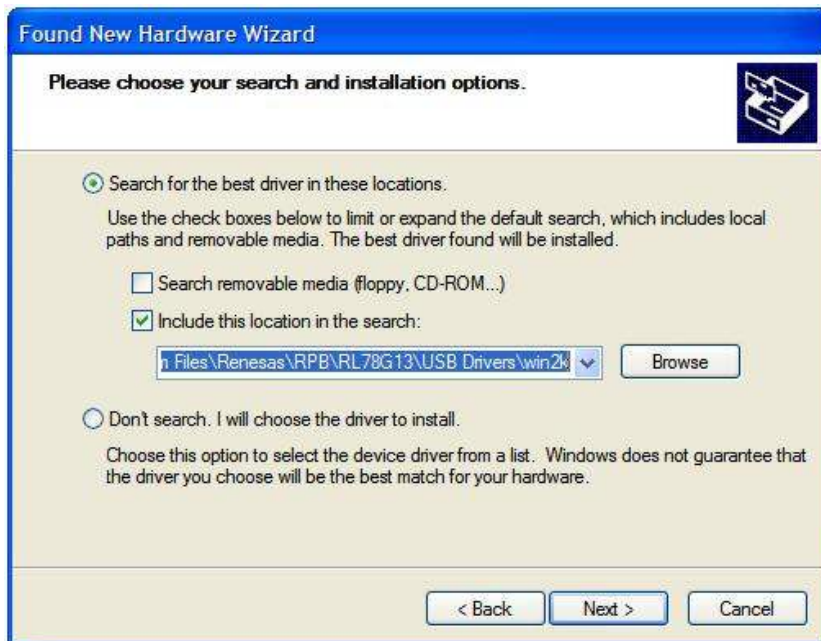 Found New Hardware Wizard
Please choose your search and installation options.
Search for the best driver in these locations.
Use the check boxes below to limit or expand the default search, which includes local
paths and removable media. The best driver found will be installed.
Search removable media (floppy, CD-ROM...)
Include this location in the search:
n Files\Renesas\RPB\RL78G13\USB Drivers\win2k
Browse
Don't search. I will choose the driver to install.
Choose this option to select the device driver from a list. Windows does not guarantee that
the driver you choose will be the best match for your hardware.
< Back
Next >
Cancel